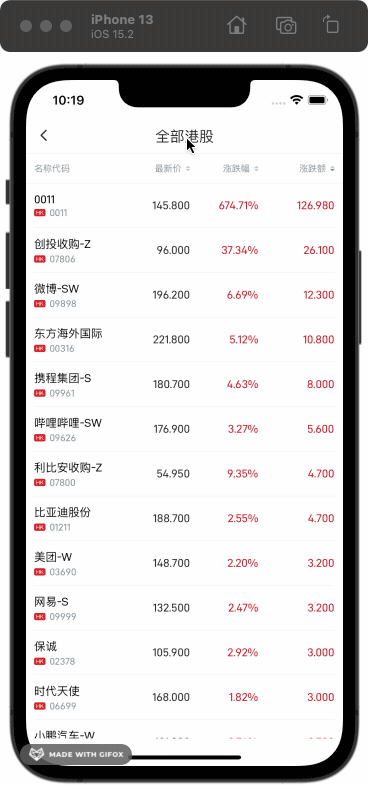 iPhone 13
iOS 15.2
10:19
全部港股
名称代码 最新价 涨跌幅 涨跌额
0011
HK 0011 145.800 674.71% 126.980
创投收购-Z
HK 07806 96.000 37.34% 26.100
微博-SW
HK 09898 196.200 6.69% 12.300
东方海外国际
HK 00316 221.800 5.12% 10.800
携程集团-S
HK 09961 180.700 4.63% 8.000
哔哩哔哩-SW
HK 09626 176.900 3.27% 5.600
利比安收购-Z
HK 07800 54.950 9.35% 4.700
比亚迪股份
HK 01211 188.700 2.55% 4.700
美团-W
HK 03690 148.700 2.20% 3.200
网易-S
HK 09999 132.500 2.47% 3.200
保诚
HK 02378 105.900 2.92% 3.000
时代天使
HK 06699 168.000 1.82% 3.000
小鹏汽车-W
MADE WITH GIFOX